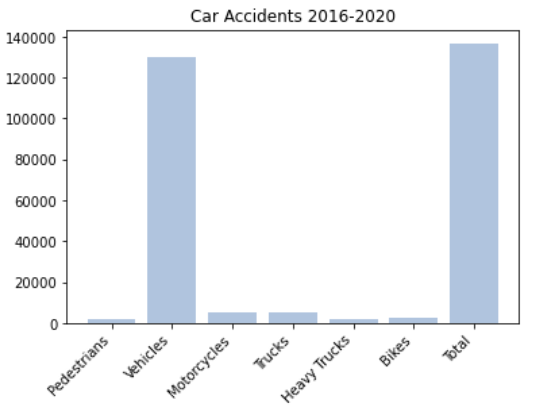 Car Accidents 2016-2020
140000
120000
100000
80000
60000
40000
20000
0
Pedestrians
Vehicles
Motorcycles
Trucks
Heavy Trucks
Bikes
Total